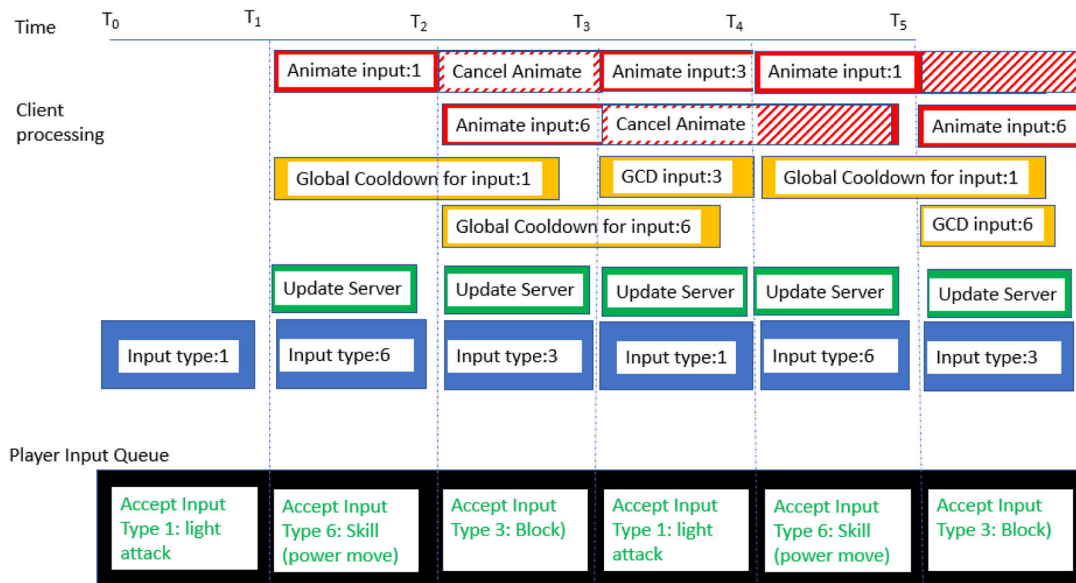 Time
T0
T1
T2
T3
T4
T5
Animate input:1
Cancel Animate
Animate input:3
Animate input:1
Client
processing
Animate input:6
Cancel Animate
Animate input:6
Global Cooldown for input:1
GCD input:3
Global Cooldown for input:1
Global Cooldown for input:6
GCD input:6
Update Server
Update Server
Update Server
Update Server
Update Server
Input type:1
Input type:6
Input type:3
Input type:1
Input type:6
Input type:3
Player Input Queue
Accept Input
Type 1: light
attack
Accept Input
Type 6: Skill
(power move)
Accept Input
Type 3: Block)
Accept Input
Type 1: light
attack
Accept Input
Type 6: Skill
(power move)
Accept Input
Type 3: Block)